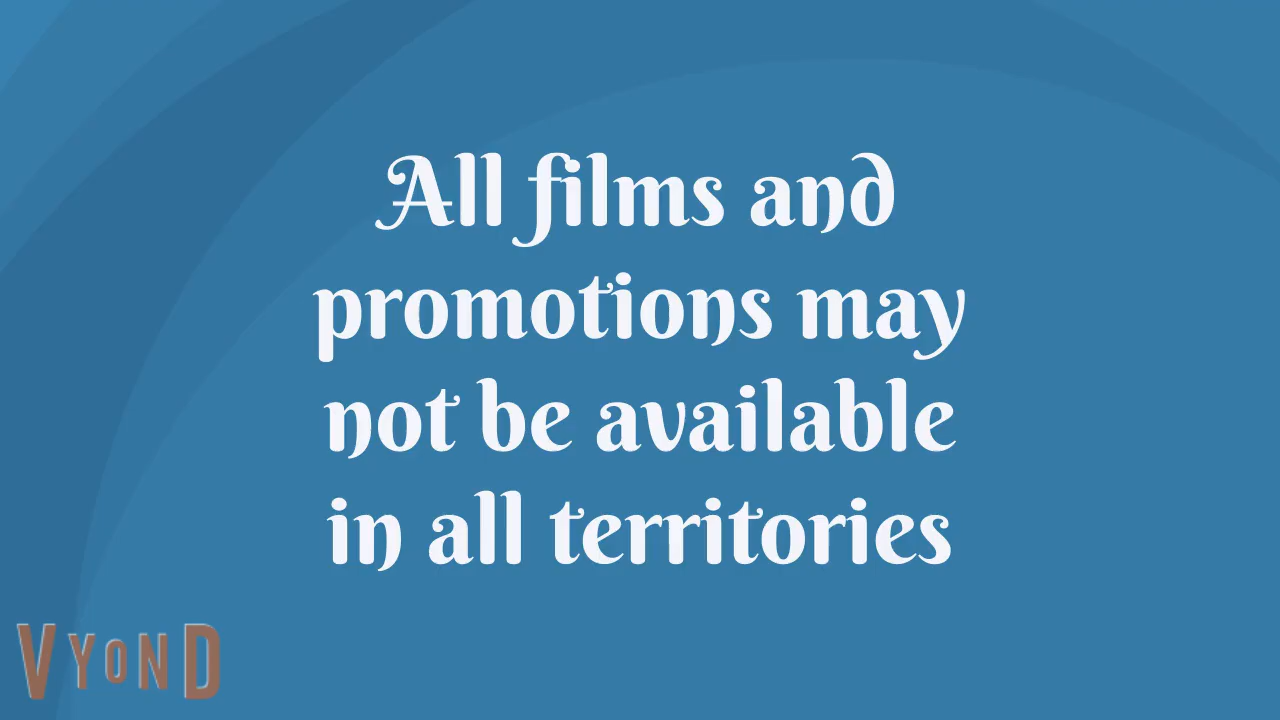 All films and
promotions may
not be available
in all territories
VYOND